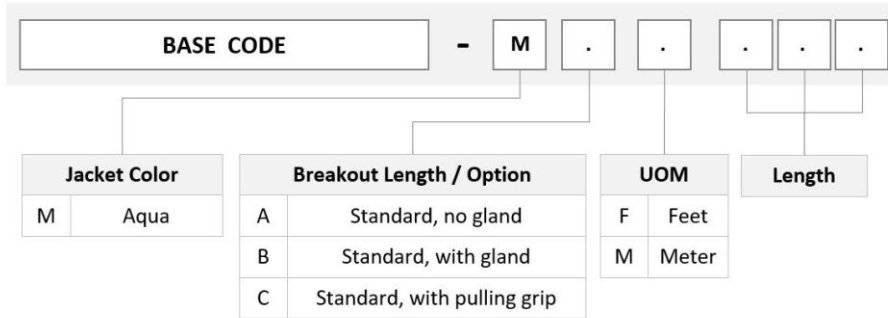 BASE CODE - M . . . . .
Jacket Color
M Aqua
Breakout Length / Option
A Standard, no gland
B Standard, with gland
C Standard, with pulling grip
UOM
F Feet
M Meter
Length